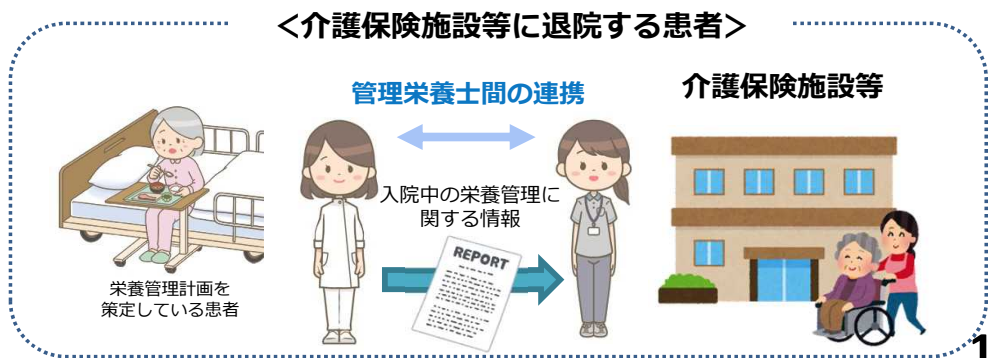 ＜介護保険施設等に退院する患者＞
管理栄養士間の連携
介護保険施設等
入院中の栄養管理に
関する情報
REPORT
栄養管理計画を
策定している患者
1